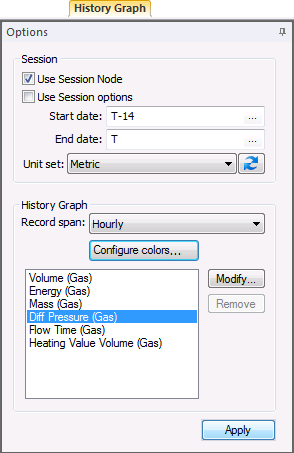 History Graph
Options
Session
Use Session Node
Use Session options
Start date: T-14 ...
End date: T ...
Unit set: Metric
History Graph
Record span: Hourly
Configure colors...
Volume (Gas)
Energy (Gas)
Mass (Gas)
Diff Pressure (Gas)
Flow Time (Gas)
Heating Value Volume (Gas)
Modify...
Remove
Apply